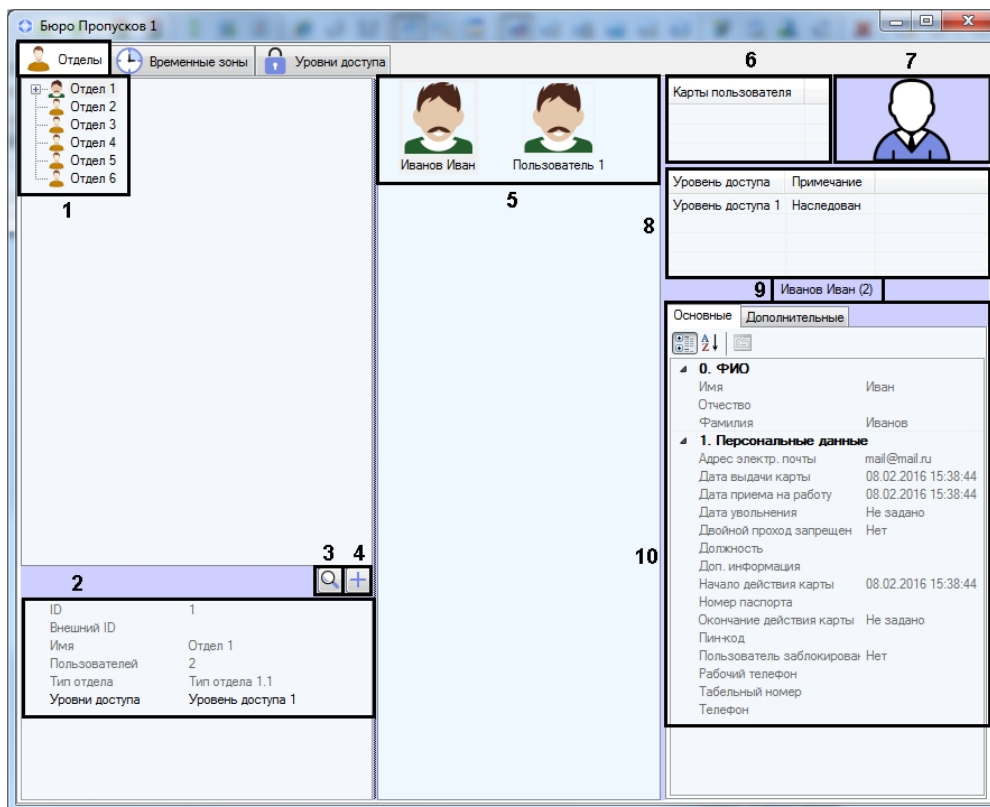 Бюро Пропусков 1
Отделы Временные зоны Уровни доступа
6 7
Отдел 1
Отдел 2
Отдел 3
Отдел 4
Отдел 5
Отдел 6
1
Иванов Иван Пользователь 1
5
Карты пользователя
8
Уровень доступа Примечание
Уровень доступа 1 Наследован
9 Иванов Иван (2)
Основные Дополнительные
0. ФИО
Имя Иван
Отчество
Фамилия Иванов
1. Персональные данные
Адрес электр. почты mail@mail.ru
Дата выдачи карты 08.02.2016 15:38:44
Дата приема на работу 08.02.2016 15:38:44
Дата увольнения Не задано
Двойной проход запрещен Нет
Должность
Доп. информация
Начало действия карты 08.02.2016 15:38:44
Номер паспорта
Окончание действия карты Не задано
Пин-код
Пользователь заблокирован Нет
Рабочий телефон
Табельный номер
Телефон
10
3 4
2
ID 1
Внешний ID
Имя Отдел 1
Пользователей 2
Тип отдела Тип отдела 1.1
Уровни доступа Уровень доступа 1